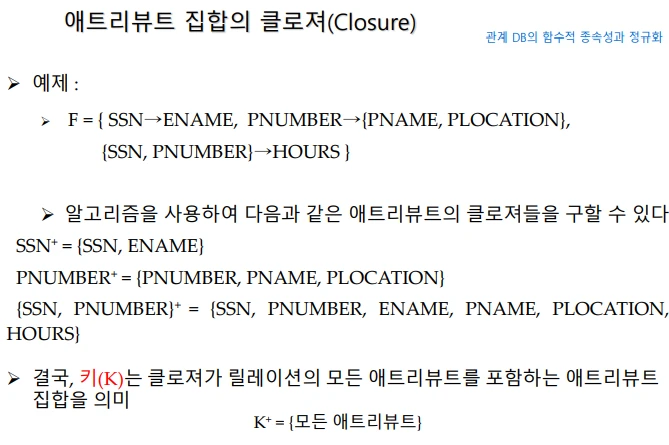 애트리뷰트 집합의 클로져(Closure)
관계 DB의 함수적 종속성과 정규화
➢ 예제 :
➢ F = { SSN→ENAME, PNUMBER→{PNAME, PLOCATION},
{SSN, PNUMBER}→HOURS }
➢ 알고리즘을 사용하여 다음과 같은 애트리뷰트의 클로져들을 구할 수 있다
SSN⁺ = {SSN, ENAME}
PNUMBER⁺ = {PNUMBER, PNAME, PLOCATION}
{SSN, PNUMBER}⁺ = {SSN, PNUMBER, ENAME, PNAME, PLOCATION,
HOURS}
➢ 결국, 키(K)는 클로져가 릴레이션의 모든 애트리뷰트를 포함하는 애트리뷰트
집합을 의미
K⁺ = {모든 애트리뷰트}